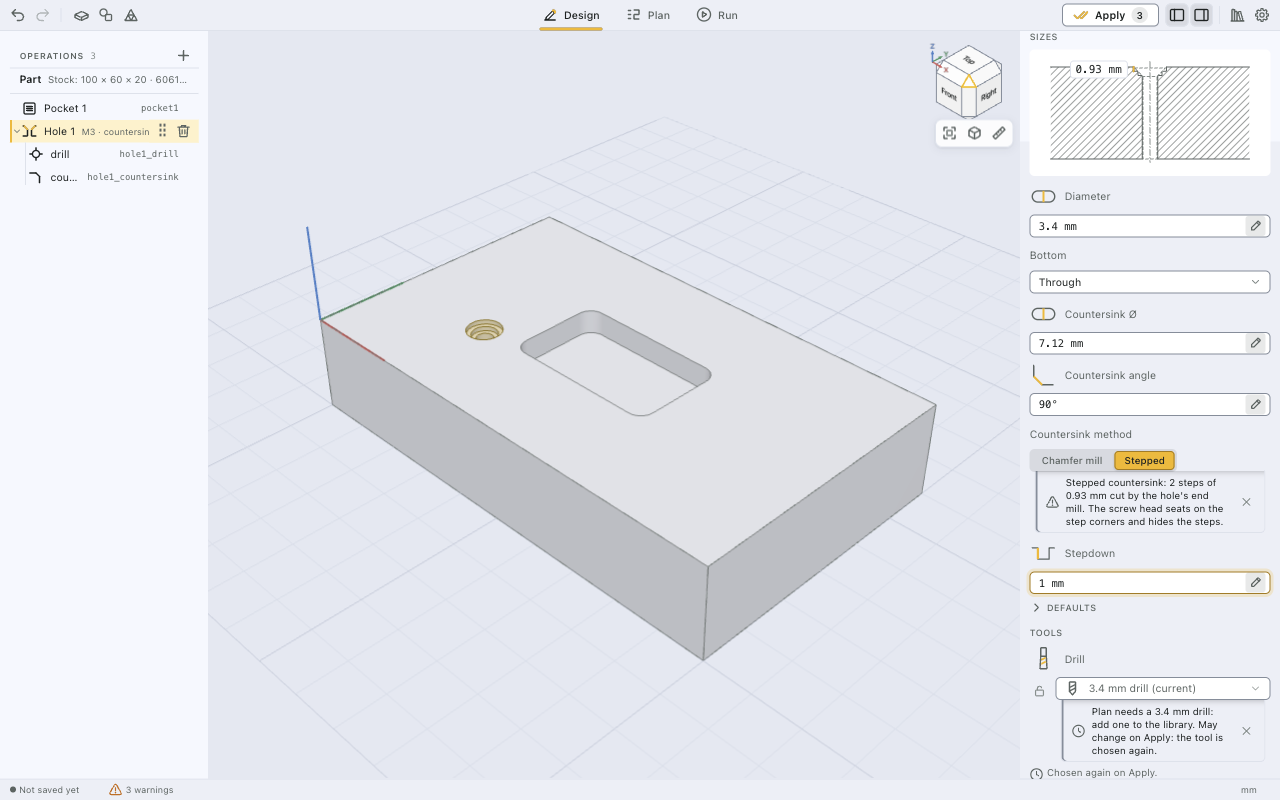 Design
Plan
Run
Apply 3
OPERATIONS 3
Part Stock: 100 × 60 × 20 · 6061...
Pocket 1 pocket1
Hole 1 M3 · countersin
drill hole1_drill
cou... hole1_countersink
Z
Y
X
Top
Front
Right
SIZES
0.93 mm
Diameter
3.4 mm
Bottom
Through
Countersink Ø
7.12 mm
Countersink angle
90°
Countersink method
Chamfer mill Stepped
Stepped countersink: 2 steps of
0.93 mm cut by the hole's end
mill. The screw head seats on the
step corners and hides the steps.
Stepdown
1 mm
DEFAULTS
TOOLS
Drill
3.4 mm drill (current)
Plan needs a 3.4 mm drill:
add one to the library. May
change on Apply: the tool is
chosen again.
Chosen again on Apply.
Not saved yet
3 warnings
mm